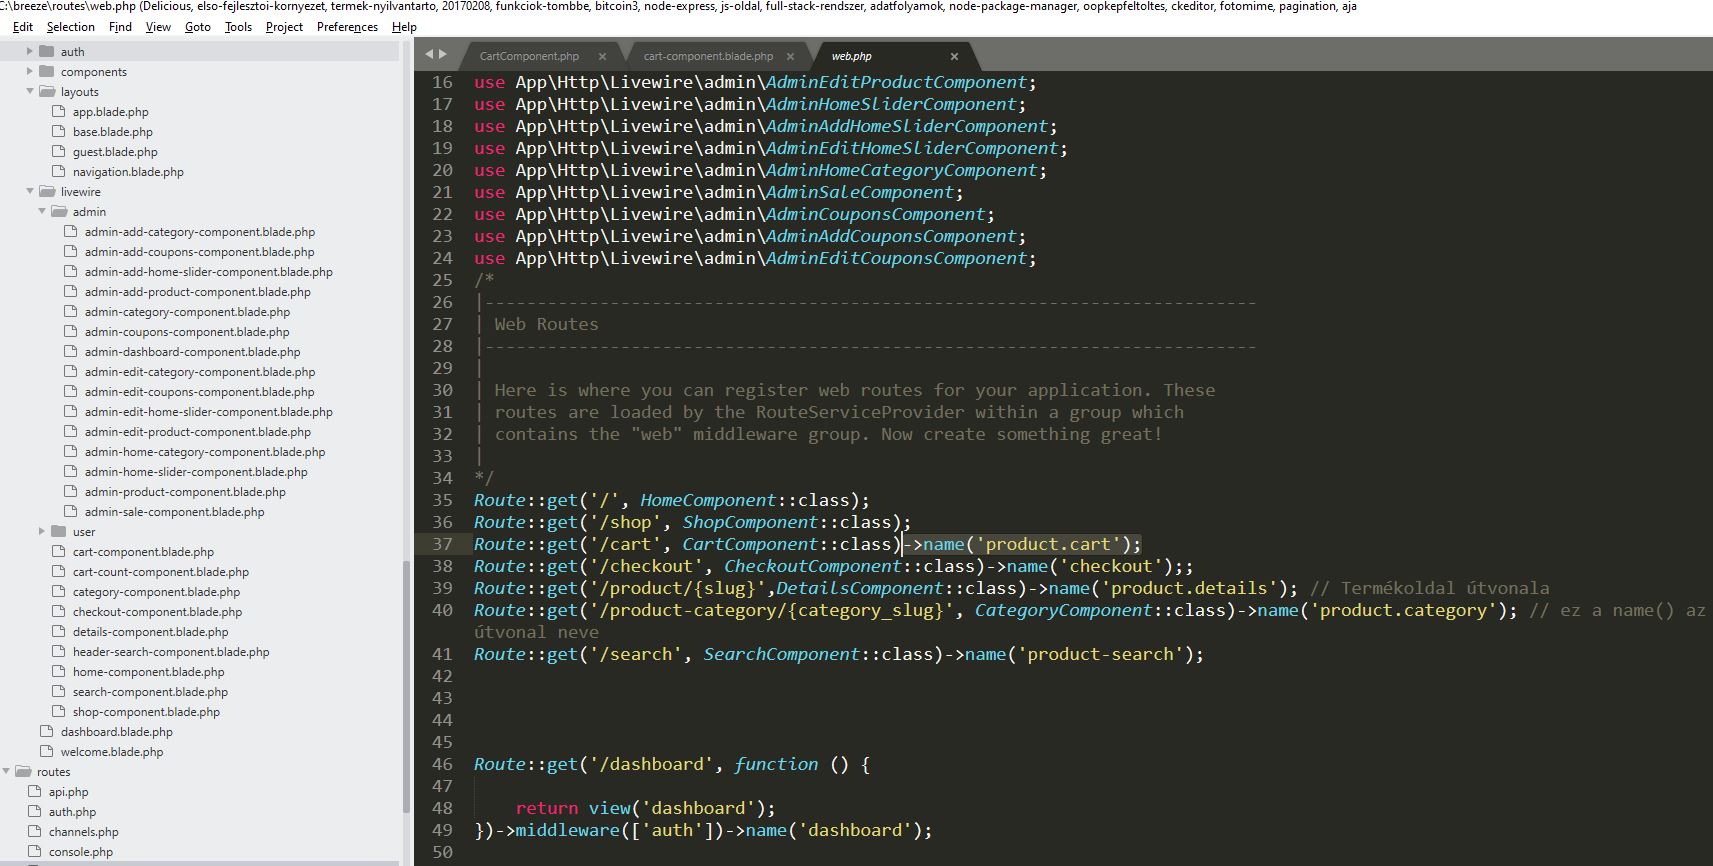 C:\breeze\routes\web.php (Delicious, elso-fejlesztoi-kornyezet, termek-nyilvantarto, 20170208, funkciok-tombbe, bitcoin3, node-express, js-oldal, full-stack-rendszer, adatfolyamok, node-package-manager, oopkepfeltoltes, ckeditor, fotomime, pagination, aja
Edit Selection Find View Goto Tools Project Preferences Help
auth
components
layouts
app.blade.php
base.blade.php
guest.blade.php
navigation.blade.php
livewire
admin
admin-add-category-component.blade.php
admin-add-coupons-component.blade.php
admin-add-home-slider-component.blade.php
admin-add-product-component.blade.php
admin-category-component.blade.php
admin-coupons-component.blade.php
admin-dashboard-component.blade.php
admin-edit-category-component.blade.php
admin-edit-coupons-component.blade.php
admin-edit-home-slider-component.blade.php
admin-edit-product-component.blade.php
admin-home-category-component.blade.php
admin-home-slider-component.blade.php
admin-product-component.blade.php
admin-sale-component.blade.php
user
cart-component.blade.php
cart-count-component.blade.php
category-component.blade.php
checkout-component.blade.php
details-component.blade.php
header-search-component.blade.php
home-component.blade.php
search-component.blade.php
shop-component.blade.php
dashboard.blade.php
welcome.blade.php
routes
api.php
auth.php
channels.php
console.php
CartComponent.php × cart-component.blade.php × web.php ×
16 use App\Http\Livewire\admin\AdminEditProductComponent;
17 use App\Http\Livewire\admin\AdminHomeSliderComponent;
18 use App\Http\Livewire\admin\AdminAddHomeSliderComponent;
19 use App\Http\Livewire\admin\AdminEditHomeSliderComponent;
20 use App\Http\Livewire\admin\AdminHomeCategoryComponent;
21 use App\Http\Livewire\admin\AdminSaleComponent;
22 use App\Http\Livewire\admin\AdminCouponsComponent;
23 use App\Http\Livewire\admin\AdminAddCouponsComponent;
24 use App\Http\Livewire\admin\AdminEditCouponsComponent;
25 /*
26 |--------------------------------------------------------------------------
27 | Web Routes
28 |--------------------------------------------------------------------------
29 |
30 | Here is where you can register web routes for your application. These
31 | routes are loaded by the RouteServiceProvider within a group which
32 | contains the "web" middleware group. Now create something great!
33 |
34 */
35 Route::get('/', HomeComponent::class);
36 Route::get('/shop', ShopComponent::class);
37 Route::get('/cart', CartComponent::class)->name('product.cart');
38 Route::get('/checkout', CheckoutComponent::class)->name('checkout');;
39 Route::get('/product/{slug}',DetailsComponent::class)->name('product.details'); // Termékoldal útvonala
40 Route::get('/product-category/{category_slug}', CategoryComponent::class)->name('product.category'); // ez a name() az
útvonal neve
41 Route::get('/search', SearchComponent::class)->name('product-search');
42
43
44
45
46 Route::get('/dashboard', function () {
47
48 return view('dashboard');
49 })->middleware(['auth'])->name('dashboard');
50